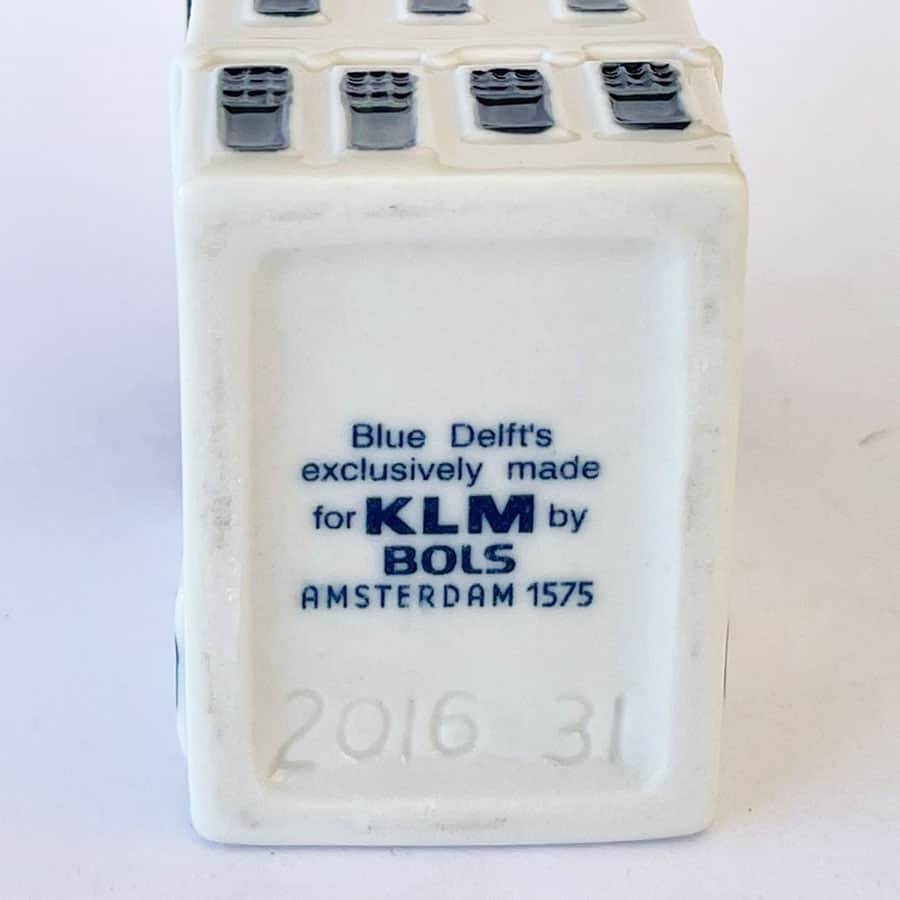 Blue Delft's
exclusively made
for KLM by
BOLS
AMSTERDAM 1575
2016 31